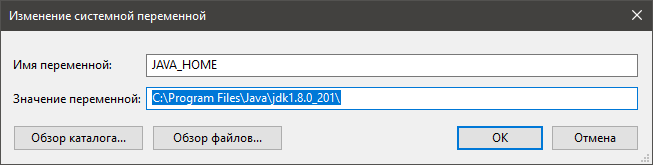 Изменение системной переменной
Имя переменной: JAVA_HOME
Значение переменной: C:\Program Files\Java\jdk1.8.0_201\
Обзор каталога... Обзор файлов... OK Отмена